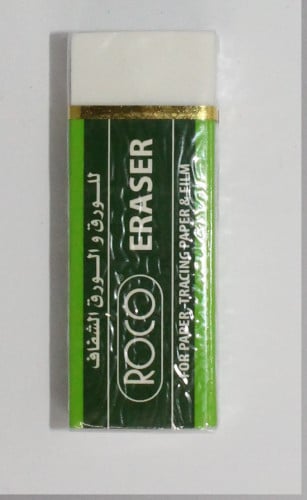 للورق و الورق الشفاف
ROCO ERASER
FOR PAPER-TRACING PAPER & FILM